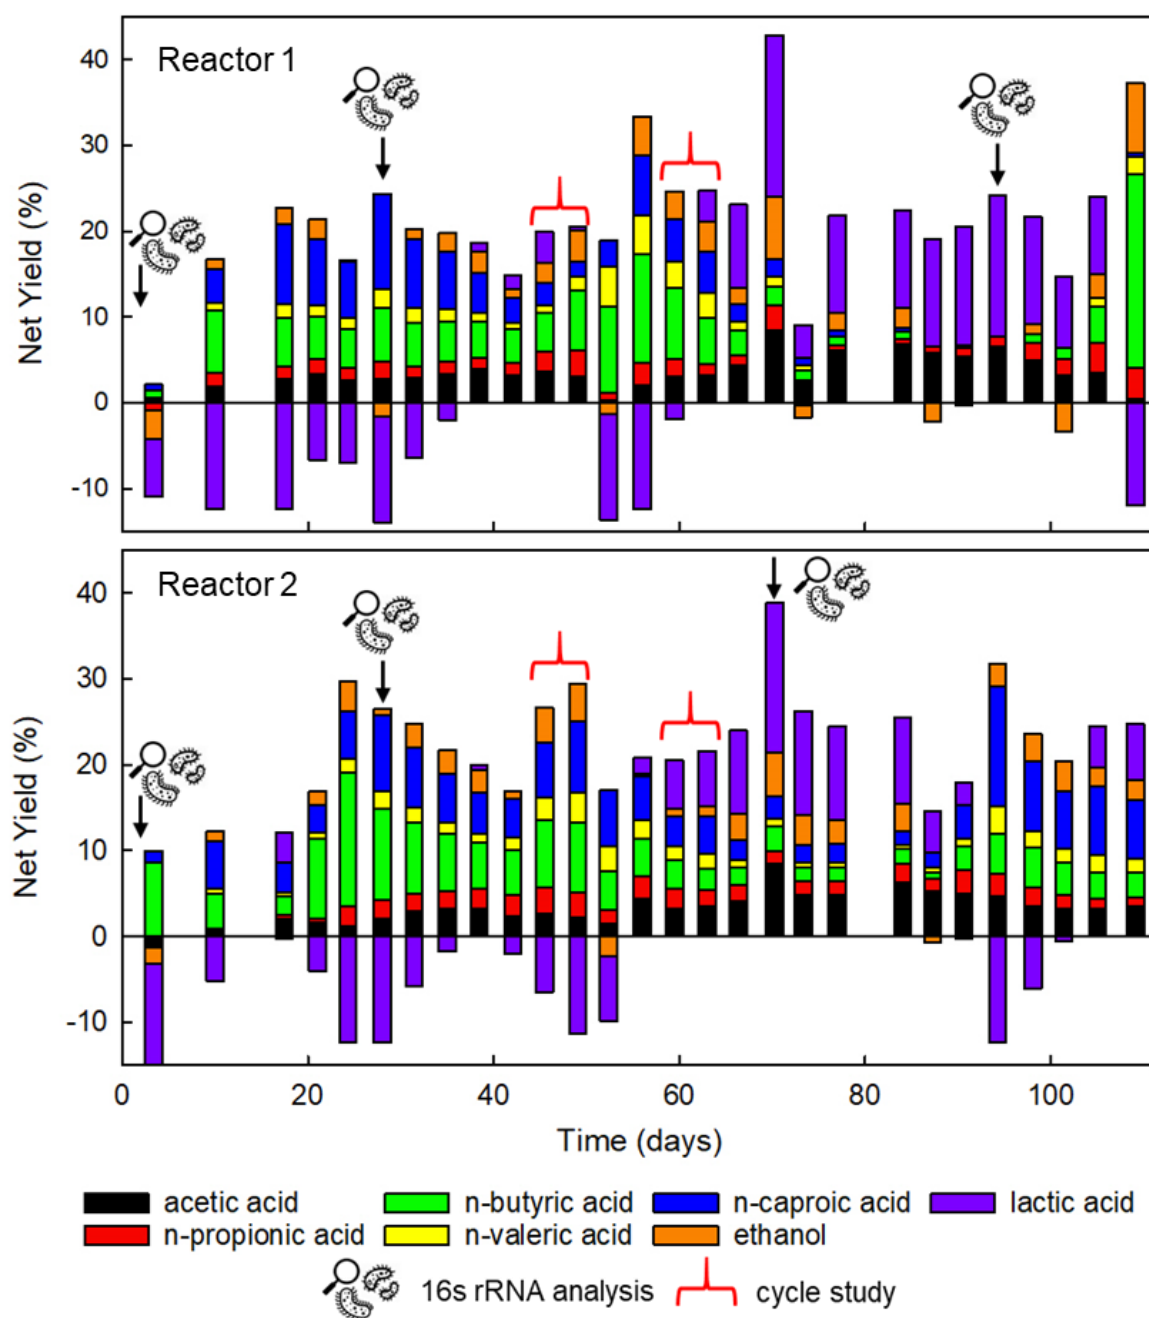 Reactor 1
Net Yield (%)
40
30
20
10
0
-10
Reactor 2
Net Yield (%)
40
30
20
10
0
-10
0 20 40 60 80 100
Time (days)
acetic acid n-butyric acid n-caproic acid lactic acid
n-propionic acid n-valeric acid ethanol
16s rRNA analysis cycle study